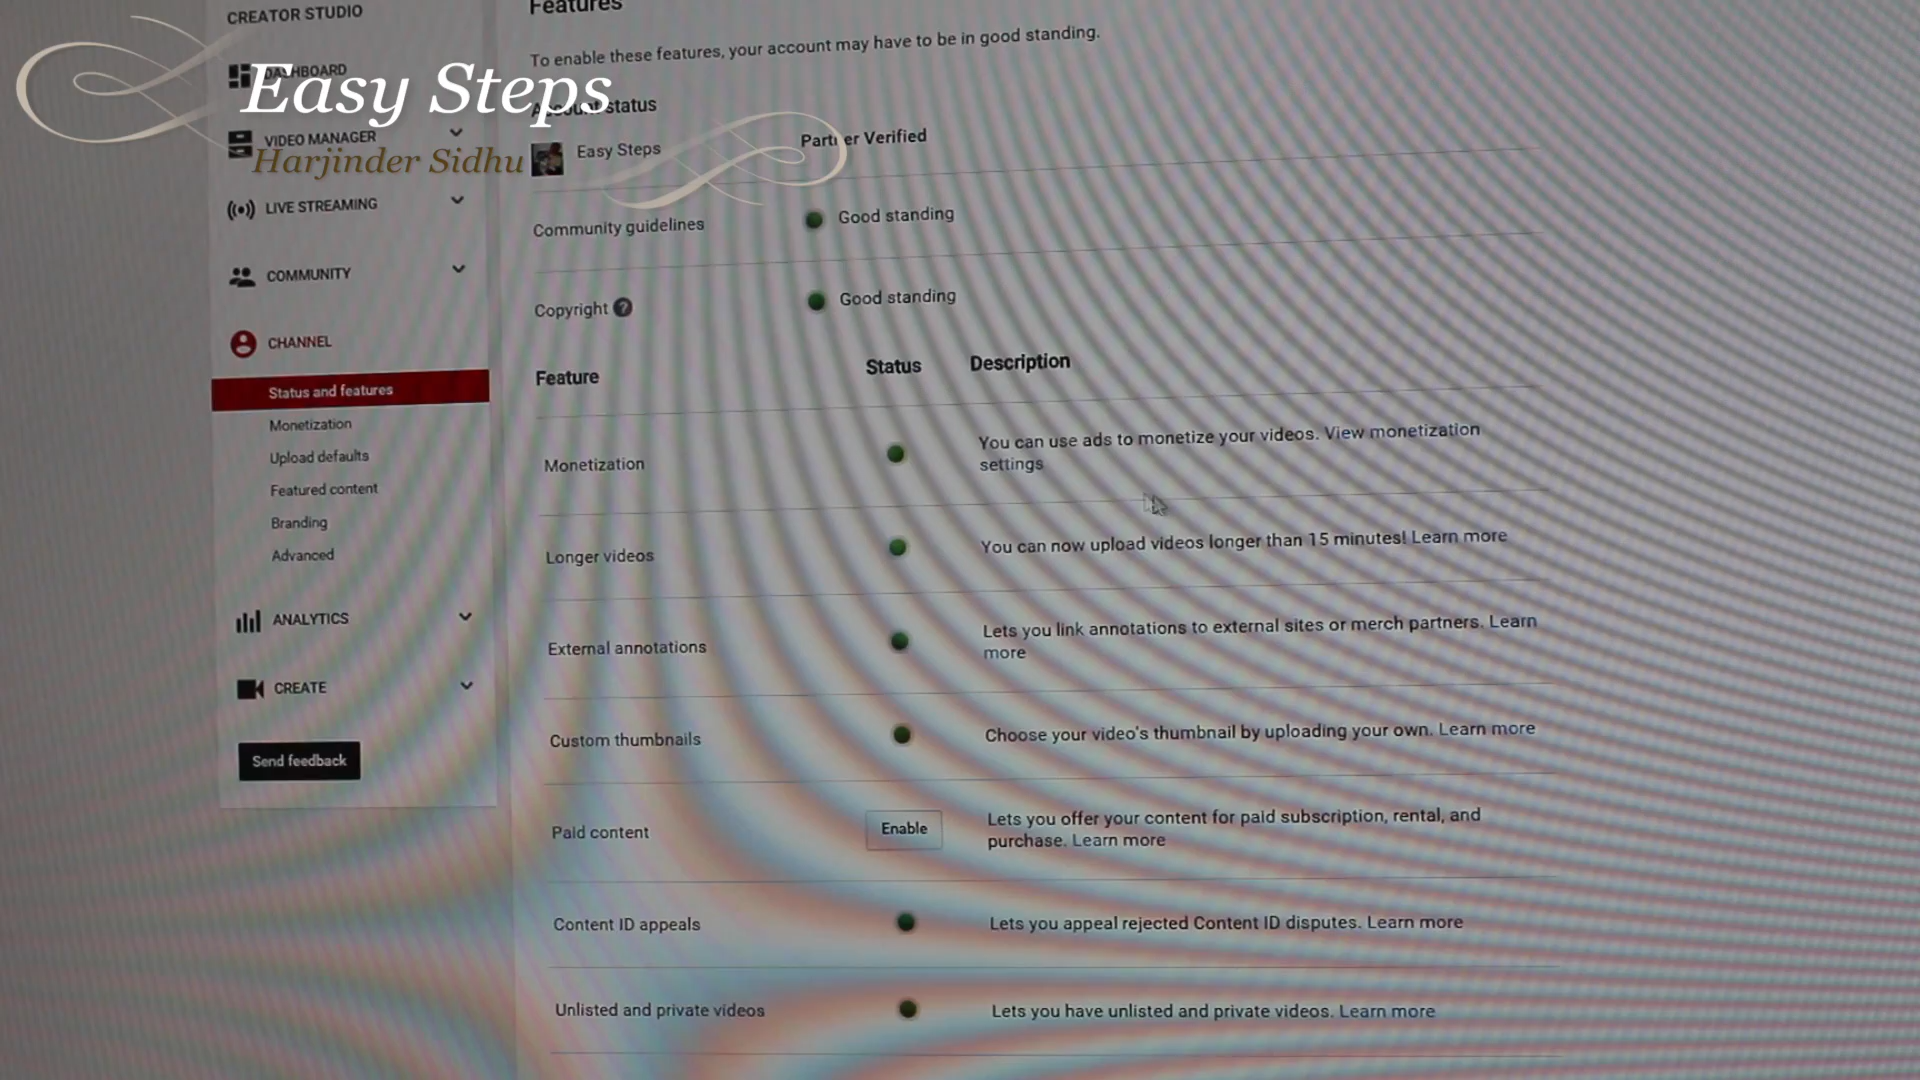 CREATOR STUDIO
Features
To enable these features, your account may have to be in good standing.
DASHBOARD
Easy Steps
Account status
VIDEO MANAGER
Harjinder Sidhu
Easy Steps
Partner Verified
LIVE STREAMING
Community guidelines
Good standing
COMMUNITY
Copyright ?
Good standing
CHANNEL
Feature
Status
Description
Status and features
Monetization
Upload defaults
Featured content
Branding
Advanced
Monetization
You can use ads to monetize your videos. View monetization
settings
Longer videos
You can now upload videos longer than 15 minutes! Learn more
ANALYTICS
External annotations
Lets you link annotations to external sites or merch partners. Learn
more
CREATE
Custom thumbnails
Choose your video's thumbnail by uploading your own. Learn more
Send feedback
Paid content
Enable
Lets you offer your content for paid subscription, rental, and
purchase. Learn more
Content ID appeals
Lets you appeal rejected Content ID disputes. Learn more
Unlisted and private videos
Lets you have unlisted and private videos. Learn more